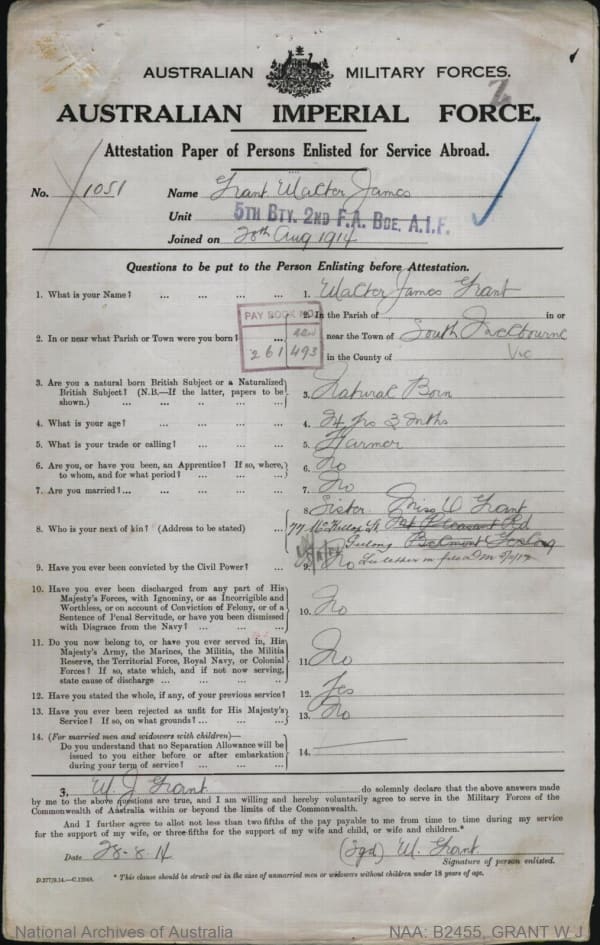 AUSTRALIAN MILITARY FORCES.
AUSTRALIAN IMPERIAL FORCE.
Attestation Paper of Persons Enlisted for Service Abroad.
No. 1051 Name Grant Walter James
Unit 5TH BTY. 2ND F.A. BDE. A.I.F.
Joined on 28th Aug 1914
Questions to be put to the Person Enlisting before Attestation.
1. What is your Name? ... ... ... ... 1. Walter James Grant
PAY BOOK NO.
261 493
2. In or near what Parish or Town were you born? ... 2. In the Parish of in or
near the Town of South Melbourne
in the County of Vic
3. Are you a natural born British Subject or a Naturalized
British Subject? (N.B.—If the latter, papers to be
shown.) ... ... ... ... ... 3. Natural Born
4. What is your age? ... ... ... ... 4. 24 yrs 3 mths
5. What is your trade or calling? ... ... ... 5. Farmer
6. Are you, or have you been, an Apprentice? If so, where,
to whom, and for what period? ... ... ... 6. No
7. Are you married?... ... ... ... ... 7. No
8. Who is your next of kin? (Address to be stated) ... 8. Sister Miss Grant
77 St Mt Pleasant Rd
Geelong Belmont Geelong
9. Have you ever been convicted by the Civil Power? ... 9. No See letter in file
10. Have you ever been discharged from any part of His
Majesty's Forces, with Ignominy, or as Incorrigible and
Worthless, or on account of Conviction of Felony, or of a
Sentence of Penal Servitude, or have you been dismissed
with Disgrace from the Navy? ... ... ... 10. No
11. Do you now belong to, or have you ever served in, His
Majesty's Army, the Marines, the Militia, the Militia
Reserve, the Territorial Force, Royal Navy, or Colonial
Forces? If so, state which, and if not now serving,
state cause of discharge ... ... ... ... 11. No
12. Have you stated the whole, if any, of your previous service? 12. Yes
13. Have you ever been rejected as unfit for His Majesty's
Service? If so, on what grounds? ... ... ... 13. No
14. (For married men and widowers with children)—
Do you understand that no Separation Allowance will be
issued to you either before or after embarkation
during your term of service? ... ... ... 14.
I, W. J. Grant do solemnly declare that the above answers made
by me to the above questions are true, and I am willing and hereby voluntarily agree to serve in the Military Forces of the
Commonwealth of Australia within or beyond the limits of the Commonwealth.
And I further agree to allot not less than two-fifths of the pay payable to me from time to time during my service
for the support of my wife, or three-fifths for the support of my wife and child, or wife and children.*
Date 28-8-14 (Sgd) W. Grant.
Signature of person enlisted.
* This clause should be struck out in the case of unmarried men or widowers without children under 18 years of age.
National Archives of Australia NAA: B2455, GRANT W J